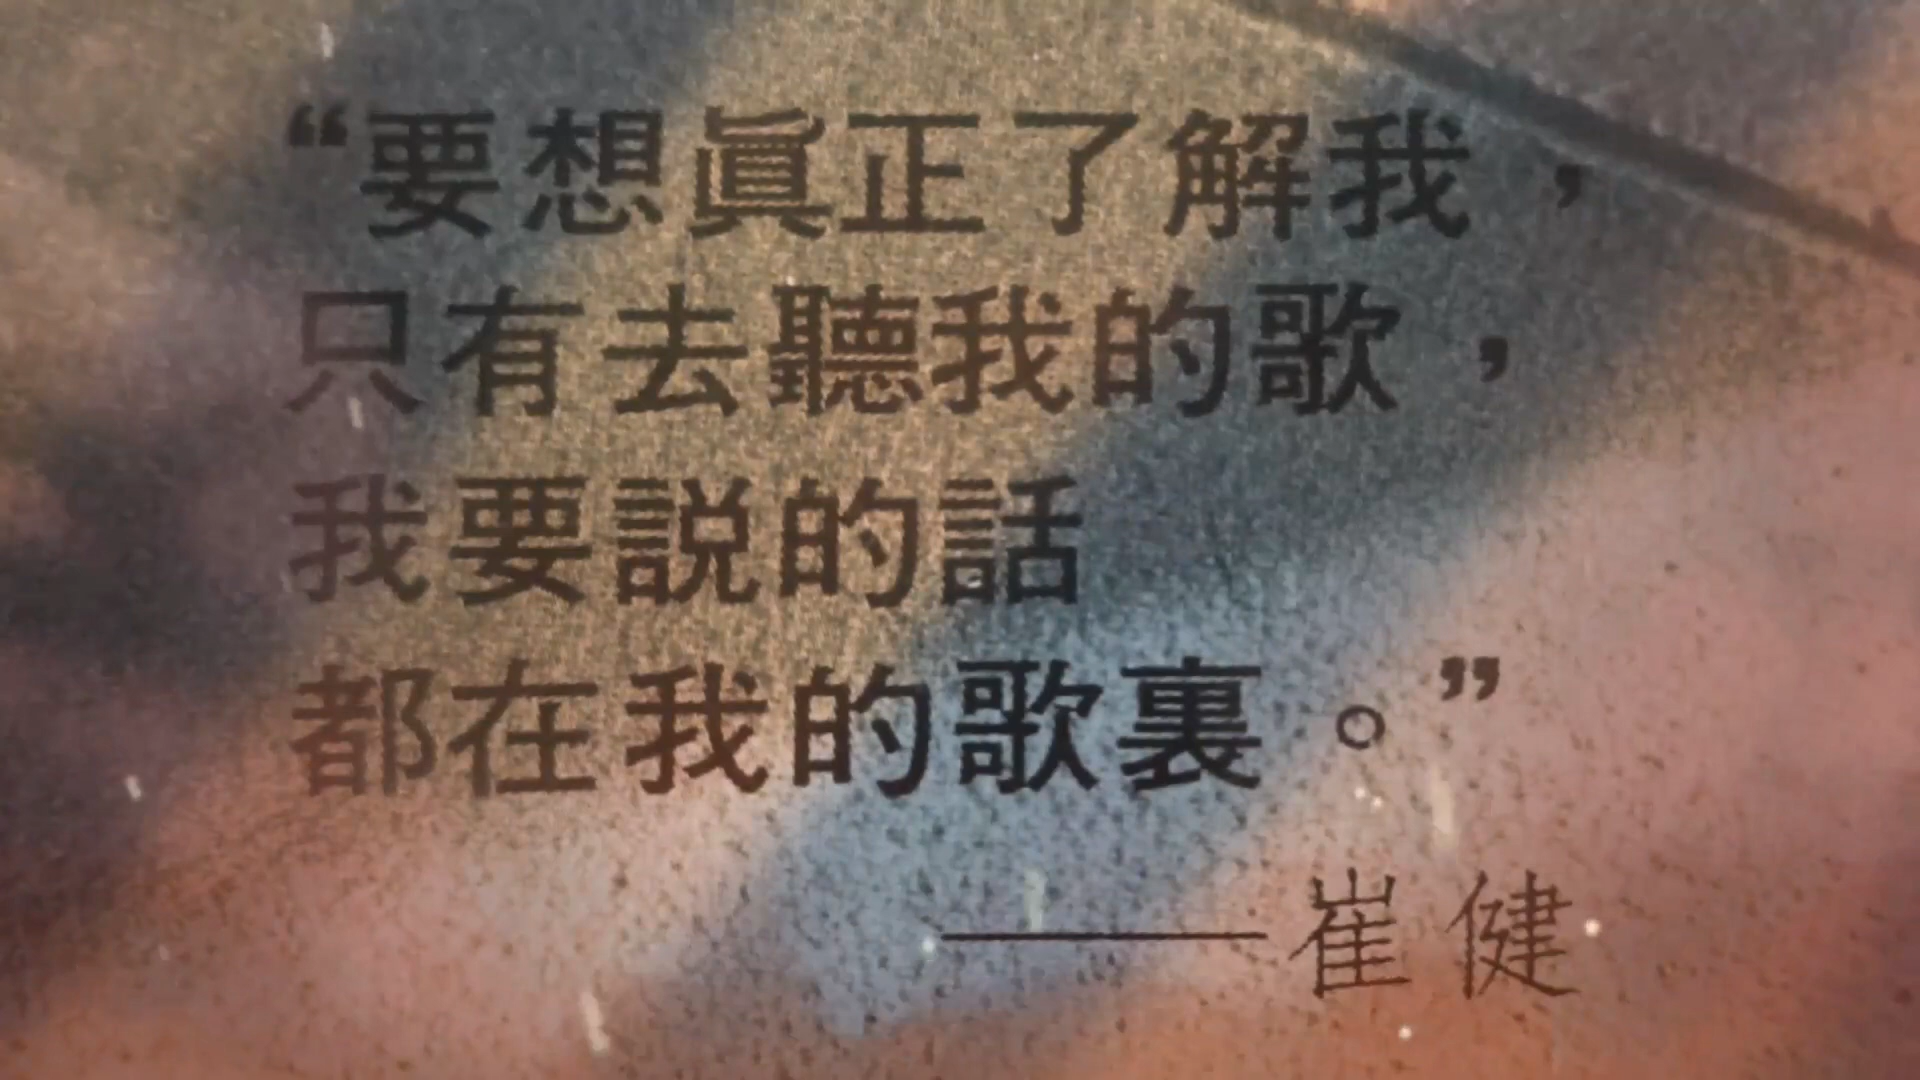 “要想眞正了解我，
只有去聽我的歌，
我要説的話
都在我的歌裏。”
——崔健